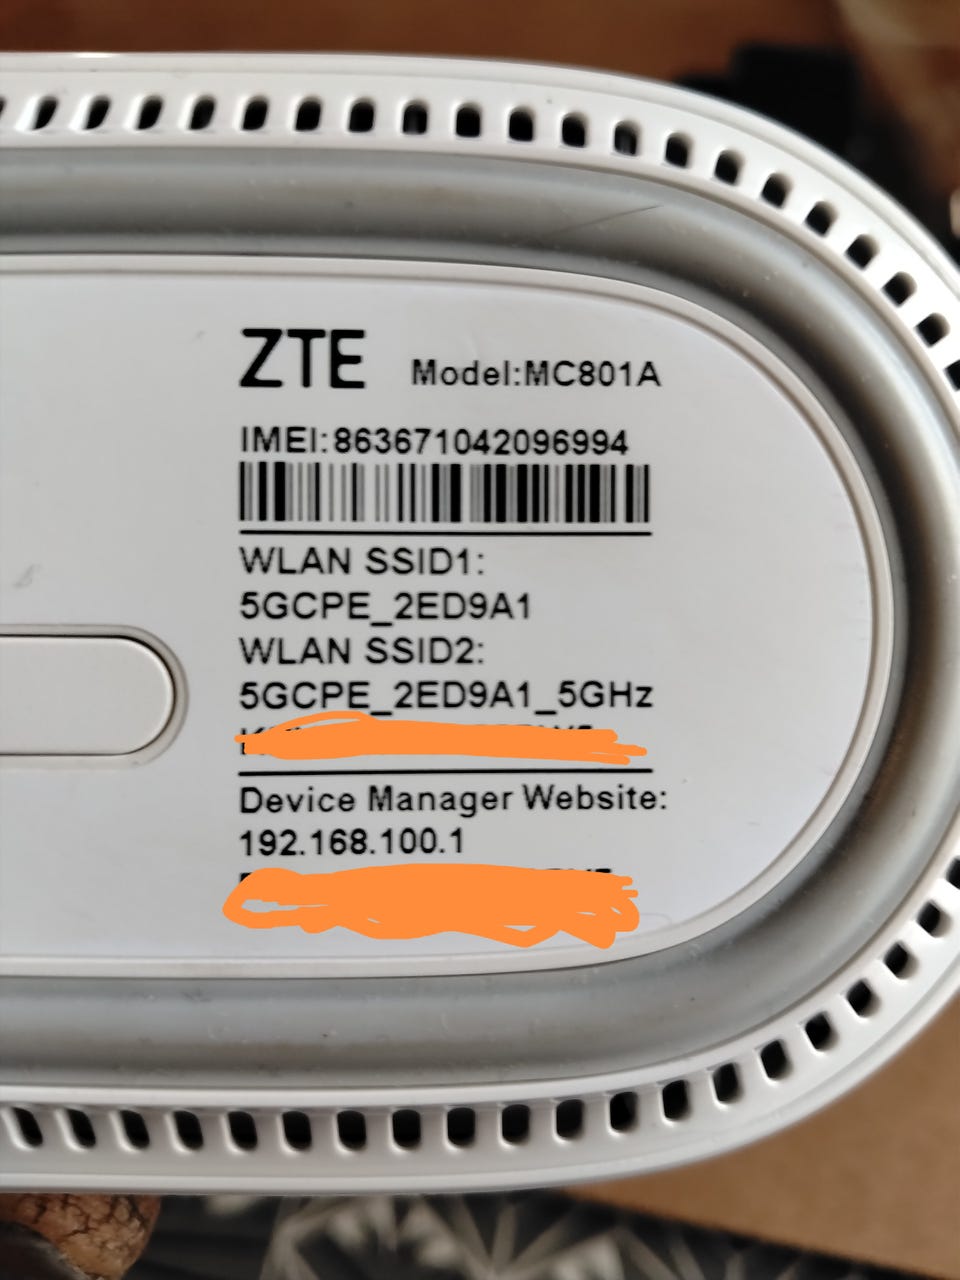 ZTE Model:MC801A
IMEI:863671042096994
WLAN SSID1:
5GCPE_2ED9A1
WLAN SSID2:
5GCPE_2ED9A1_5GHz
Device Manager Website:
192.168.100.1